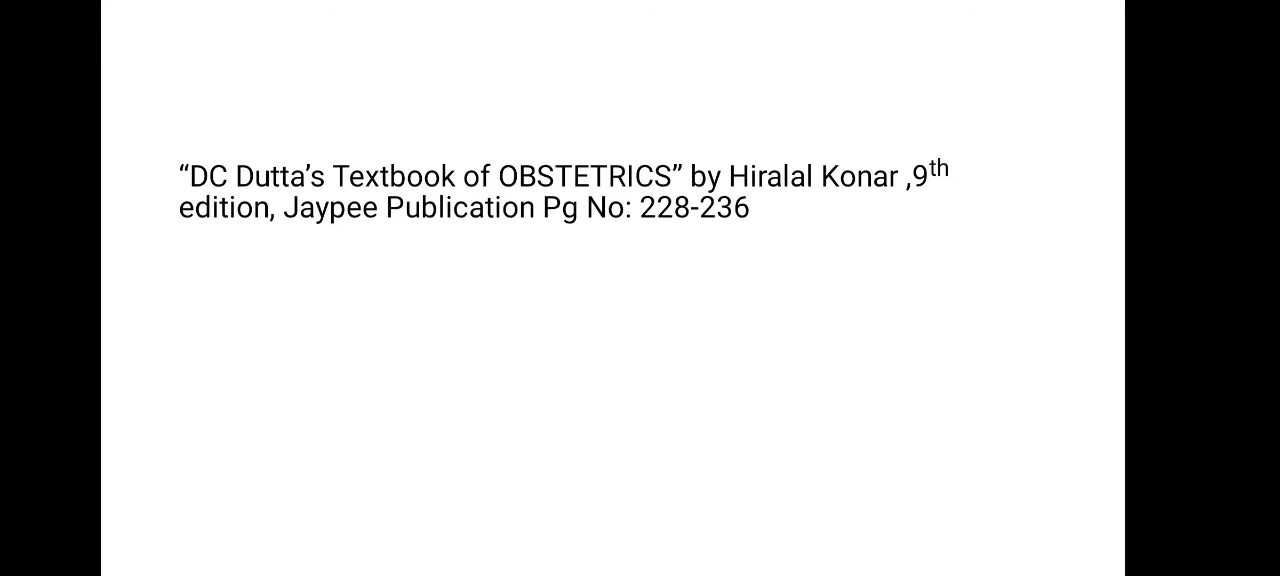 “DC Dutta’s Textbook of OBSTETRICS” by Hiralal Konar ,9th
edition, Jaypee Publication Pg No: 228-236